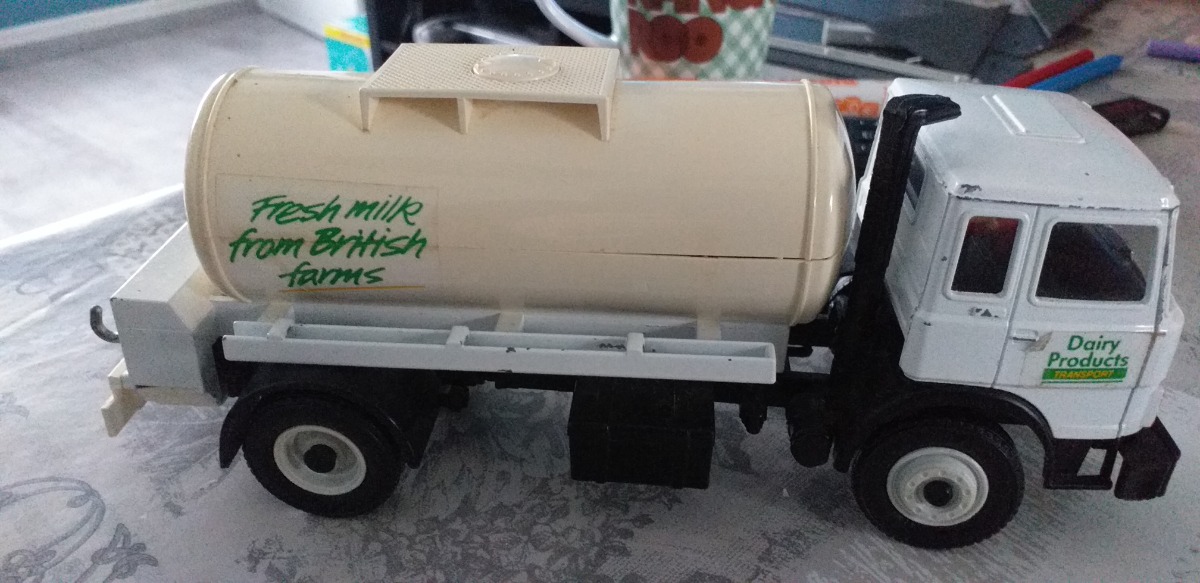 Fresh milk
from British
farms
Dairy
Products
TRANSPORT